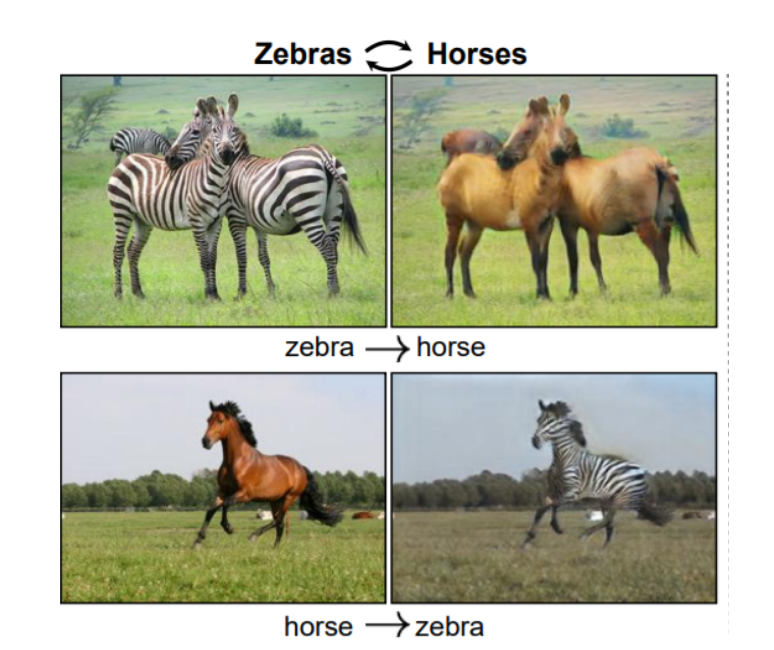 Zebras ⇄ Horses
zebra → horse
horse → zebra